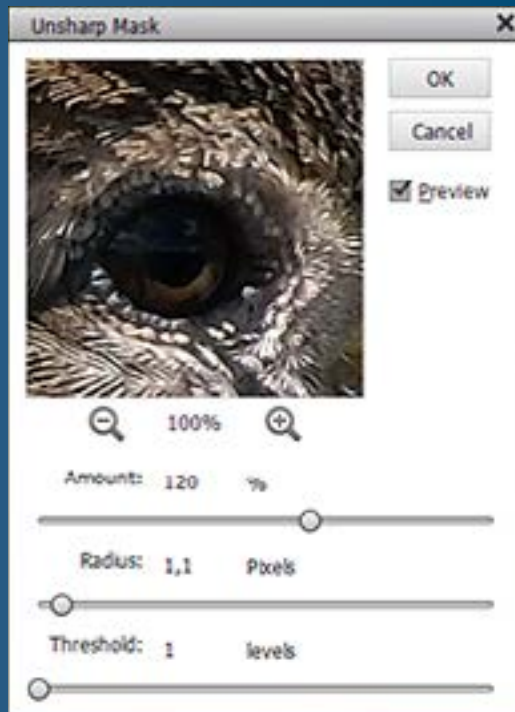 Unsharp Mask
OK
Cancel
Preview
100%
Amount: 120 %
Radius: 1,1 Pixels
Threshold: 1 levels